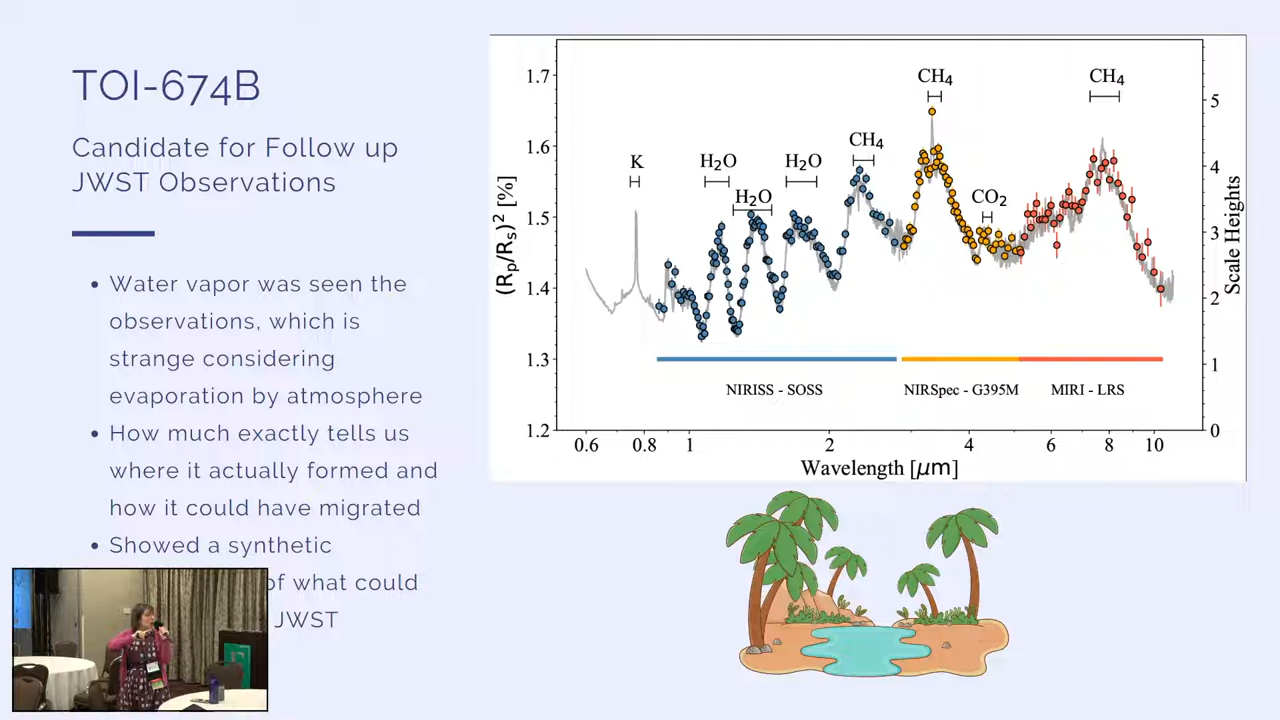 TOI-674B
Candidate for Follow up
JWST Observations
• Water vapor was seen the
observations, which is
strange considering
evaporation by atmosphere
• How much exactly tells us
where it actually formed and
how it could have migrated
• Showed a synthetic
of what could
JWST
(Rp/Rs)² [%]
1.7
1.6
1.5
1.4
1.3
1.2
K
H₂O
H₂O
H₂O
CH₄
CH₄
CO₂
CH₄
NIRISS - SOSS
NIRSpec - G395M
MIRI - LRS
5
4
3
2
1
0
Scale Heights
0.6 0.8 1 2 4 6 8 10
Wavelength [μm]